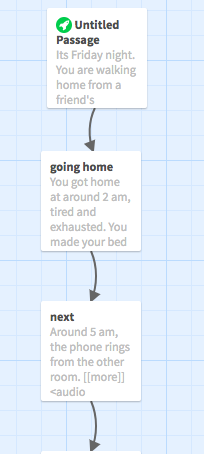 Untitled
Passage
Its Friday night.
You are walking
home from a
friend's
going home
You got home
at around 2 am,
tired and
exhausted. You
made your bed
next
Around 5 am,
the phone rings
from the other
room. [[more]]
<audio